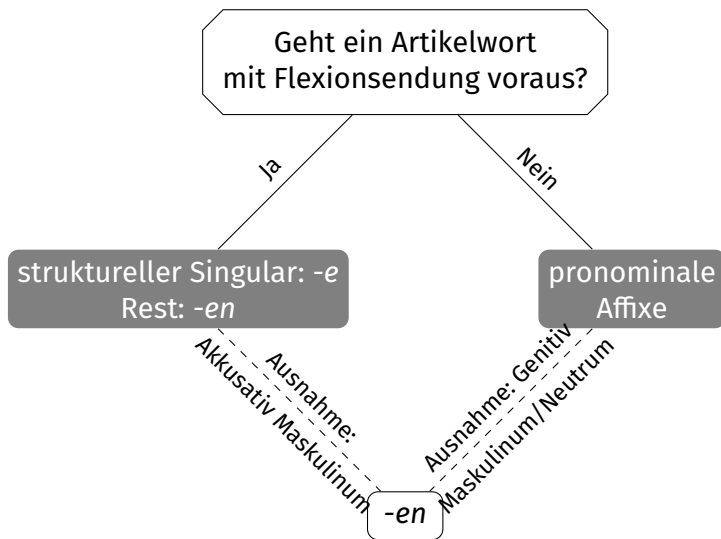 Geht ein Artikelwort
mit Flexionsendung voraus?
Ja
Nein
struktureller Singular: -e
Rest: -en
pronominale
Affixe
Ausnahme:
Akkusativ Maskulinum
Ausnahme: Genitiv
Maskulinum/Neutrum
-en